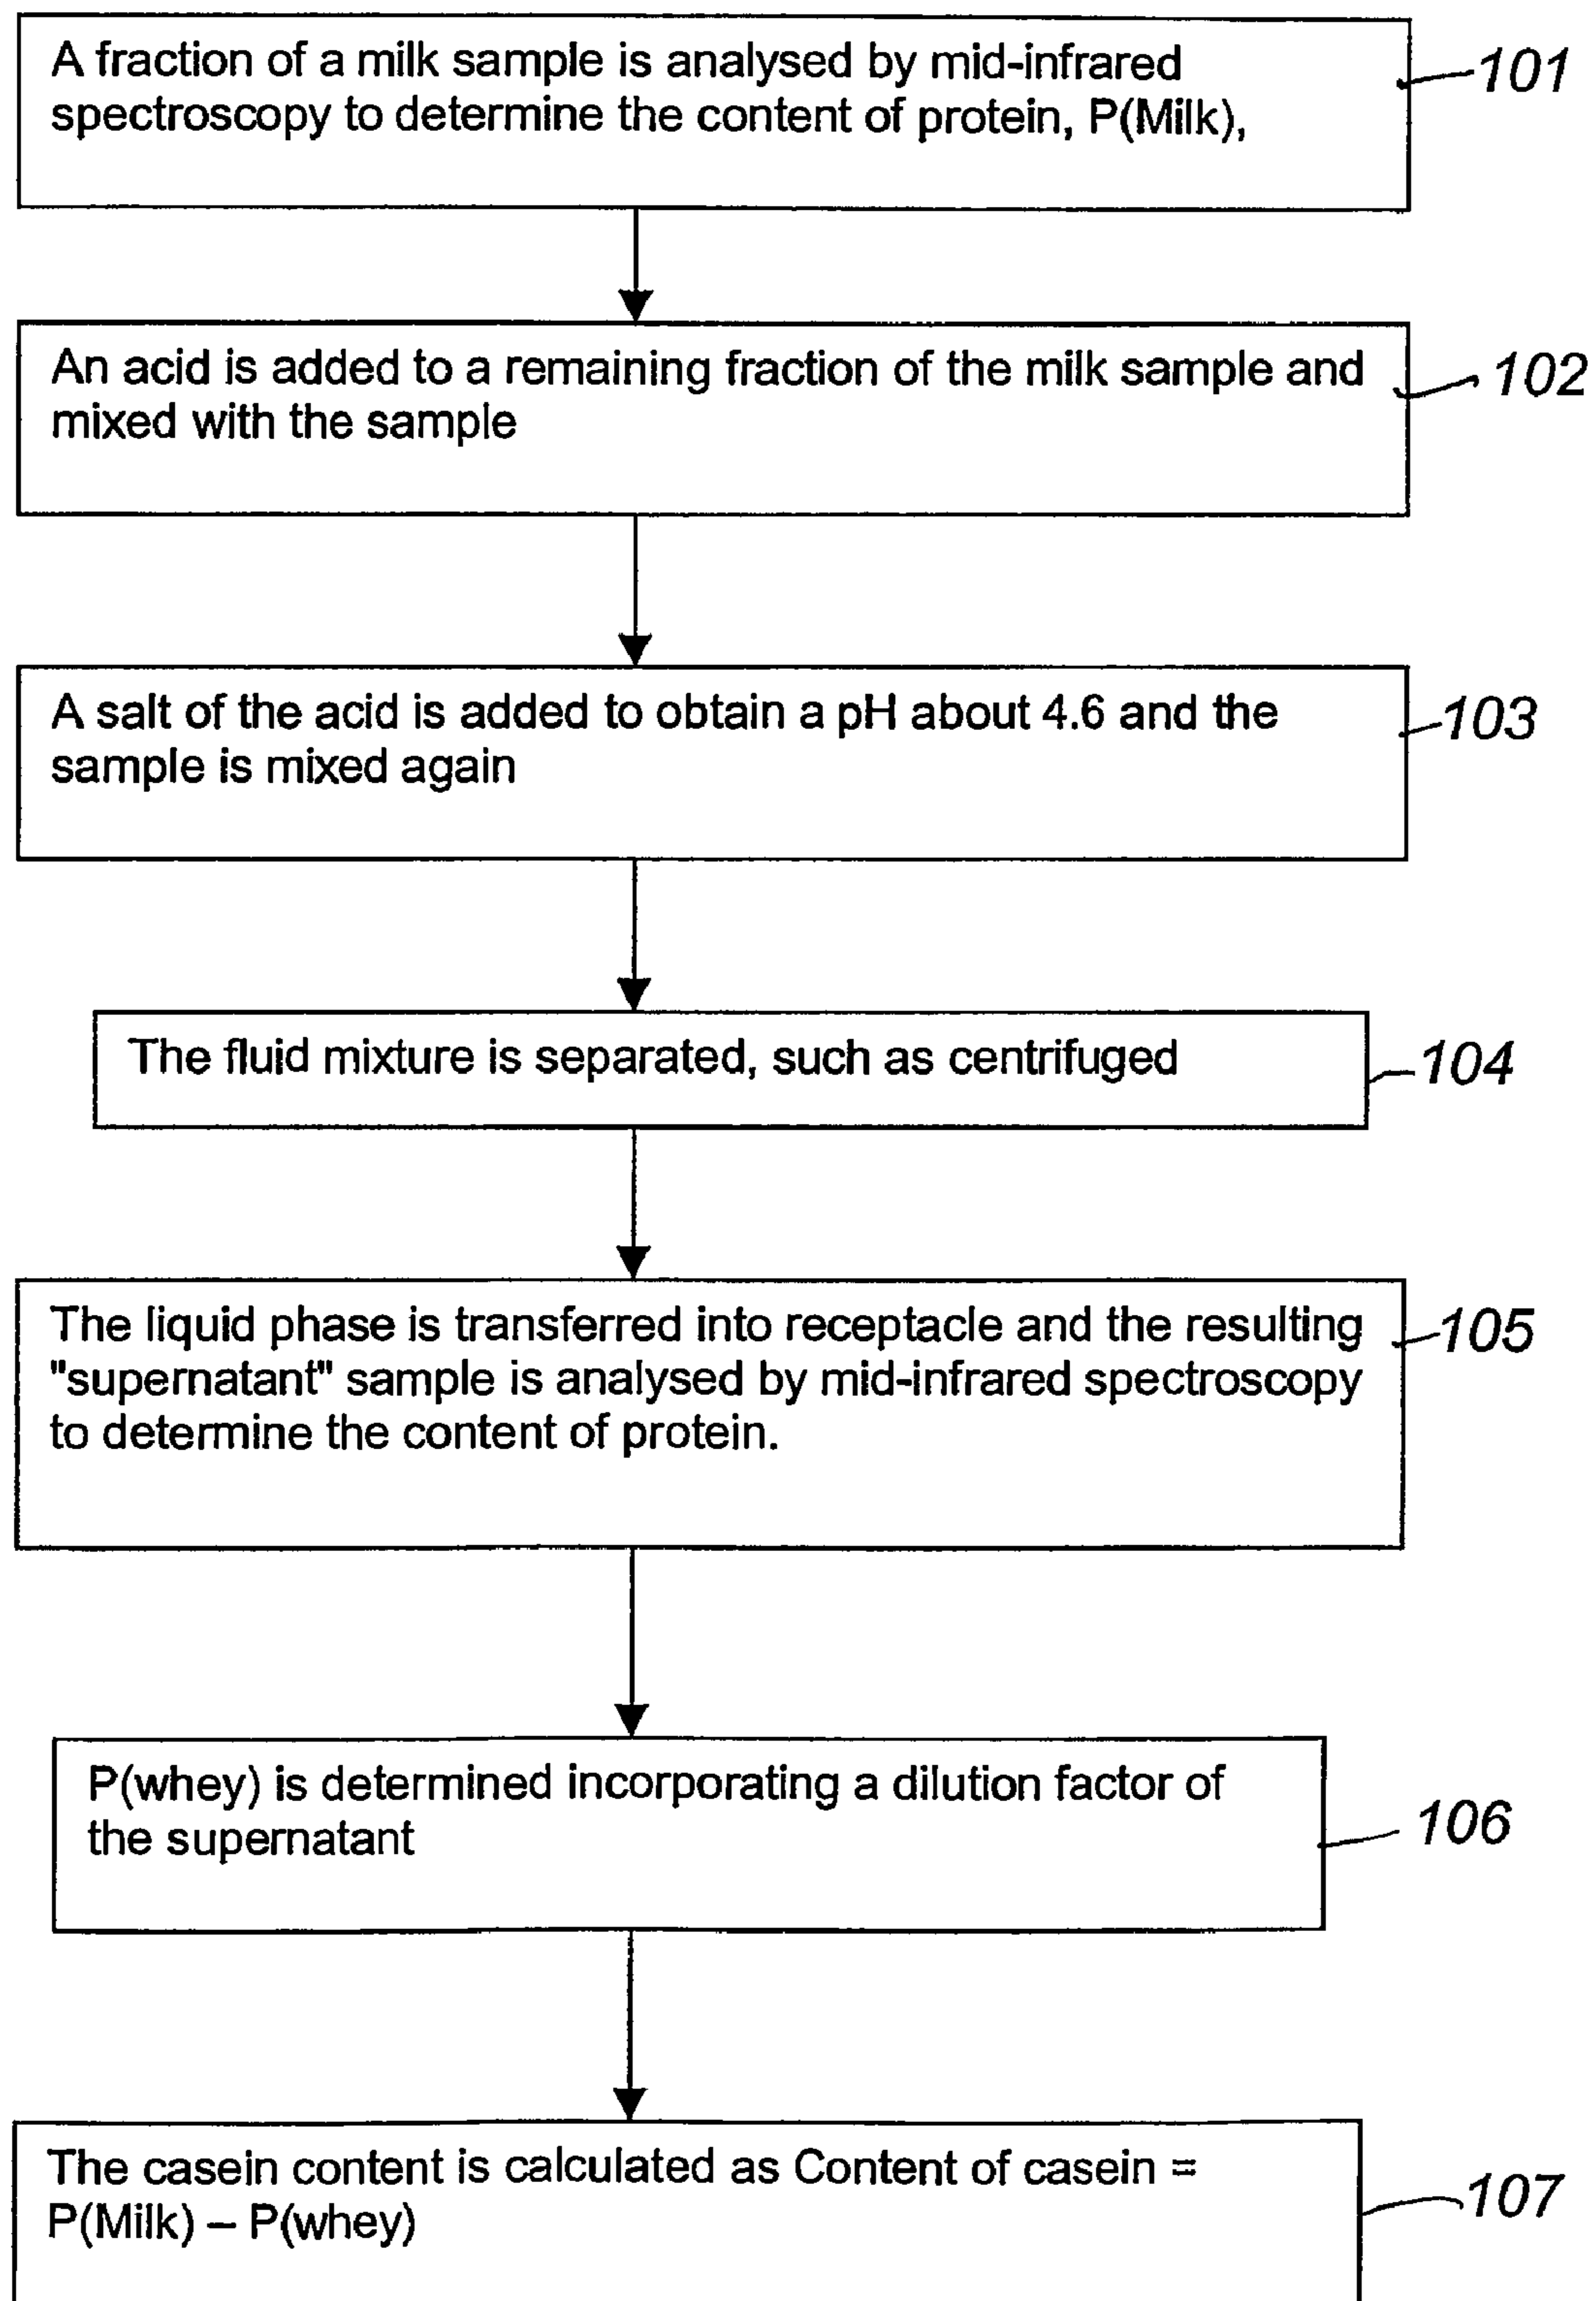 A fraction of a milk sample is analysed by mid-infrared
spectroscopy to determine the content of protein, P(Milk),
101
An acid is added to a remaining fraction of the milk sample and
mixed with the sample
102
A salt of the acid is added to obtain a pH about 4.6 and the
sample is mixed again
103
The fluid mixture is separated, such as centrifuged
104
The liquid phase is transferred into receptacle and the resulting
"supernatant" sample is analysed by mid-infrared spectroscopy
to determine the content of protein.
105
P(whey) is determined incorporating a dilution factor of
the supernatant
106
The casein content is calculated as Content of casein =
P(Milk) – P(whey)
107